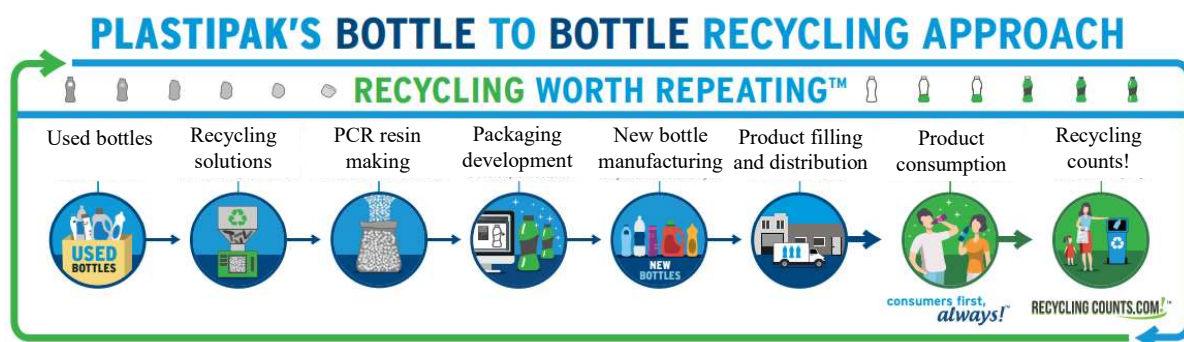 PLASTIPAK'S BOTTLE TO BOTTLE RECYCLING APPROACH
RECYCLING WORTH REPEATING™
Used bottles
Recycling
solutions
PCR resin
making
Packaging
development
New bottle
manufacturing
Product filling
and distribution
Product
consumption
Recycling
counts!
USED
BOTTLES
NEW
BOTTLES
consumers first,
always!™
RECYCLING COUNTS.COM!™